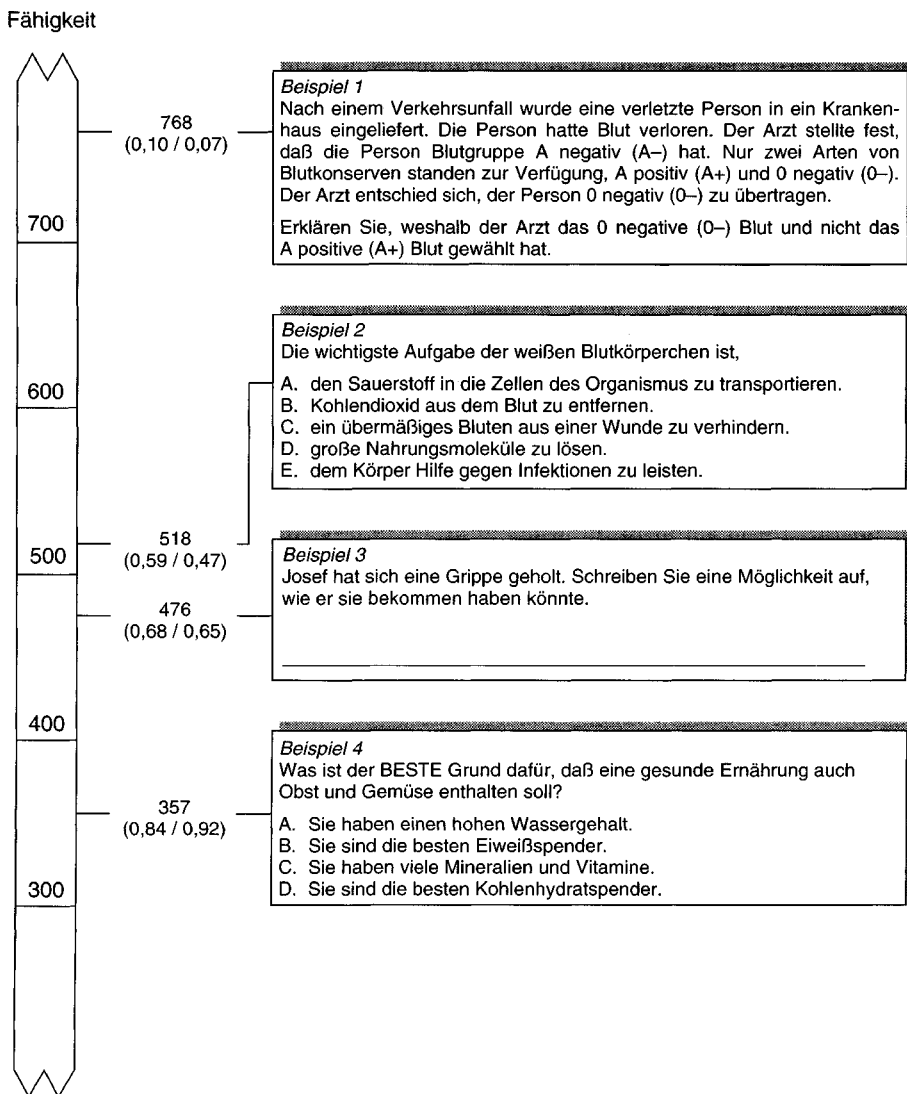 Fähigkeit
768
(0,10 / 0,07)
Beispiel 1
Nach einem Verkehrsunfall wurde eine verletzte Person in ein Kranken-
haus eingeliefert. Die Person hatte Blut verloren. Der Arzt stellte fest,
daß die Person Blutgruppe A negativ (A–) hat. Nur zwei Arten von
Blutkonserven standen zur Verfügung, A positiv (A+) und 0 negativ (0–).
Der Arzt entschied sich, der Person 0 negativ (0–) zu übertragen.
Erklären Sie, weshalb der Arzt das 0 negative (0–) Blut und nicht das
A positive (A+) Blut gewählt hat.
700
Beispiel 2
Die wichtigste Aufgabe der weißen Blutkörperchen ist,
A. den Sauerstoff in die Zellen des Organismus zu transportieren.
B. Kohlendioxid aus dem Blut zu entfernen.
C. ein übermäßiges Bluten aus einer Wunde zu verhindern.
D. große Nahrungsmoleküle zu lösen.
E. dem Körper Hilfe gegen Infektionen zu leisten.
600
518
(0,59 / 0,47)
500
Beispiel 3
Josef hat sich eine Grippe geholt. Schreiben Sie eine Möglichkeit auf,
wie er sie bekommen haben könnte.
476
(0,68 / 0,65)
400
Beispiel 4
Was ist der BESTE Grund dafür, daß eine gesunde Ernährung auch
Obst und Gemüse enthalten soll?
A. Sie haben einen hohen Wassergehalt.
B. Sie sind die besten Eiweißspender.
C. Sie haben viele Mineralien und Vitamine.
D. Sie sind die besten Kohlenhydratspender.
357
(0,84 / 0,92)
300